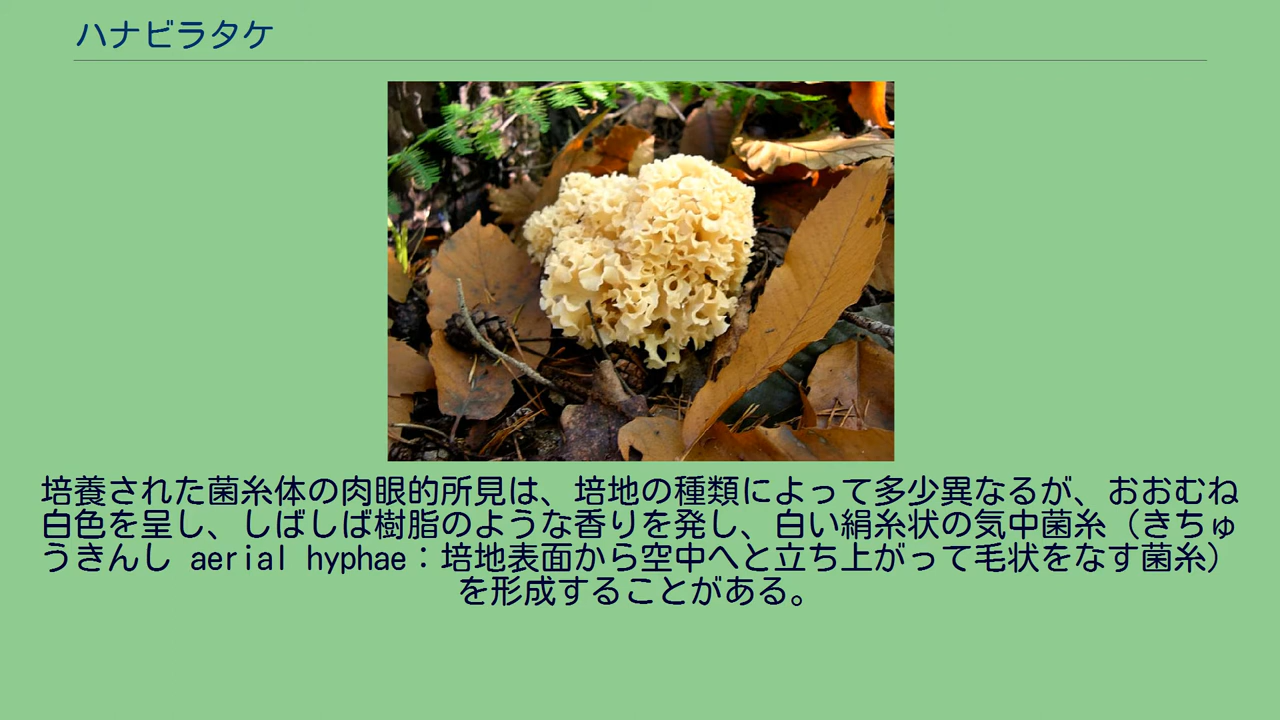 ハナビラタケ
培養された菌糸体の肉眼的所見は、培地の種類によって多少異なるが、おおむね
白色を呈し、しばしば樹脂のような香りを発し、白い絹糸状の気中菌糸（きちゅ
うきんし aerial hyphae：培地表面から空中へと立ち上がって毛状をなす菌糸）
を形成することがある。